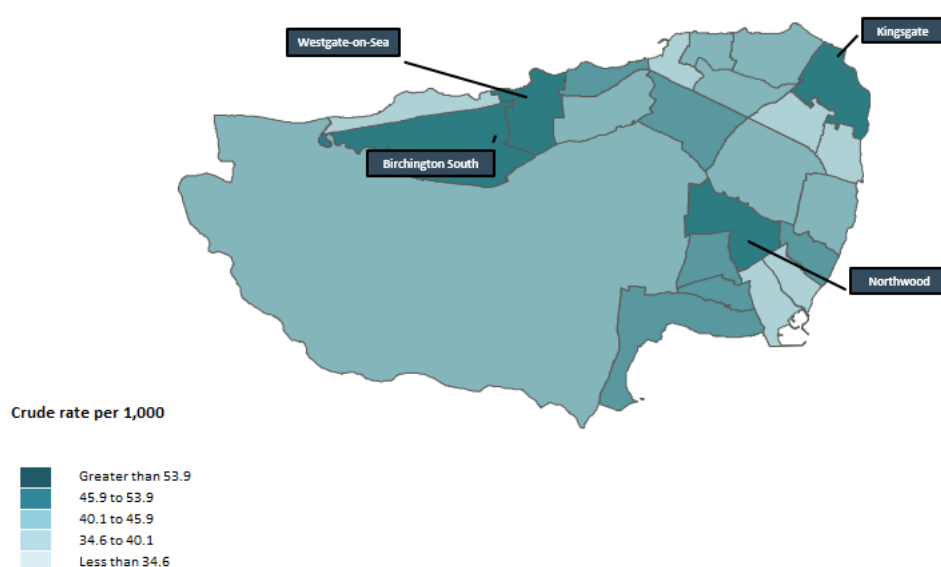 Kingsgate
Westgate-on-Sea
Birchington South
Northwood
Crude rate per 1,000
Greater than 53.9
45.9 to 53.9
40.1 to 45.9
34.6 to 40.1
Less than 34.6